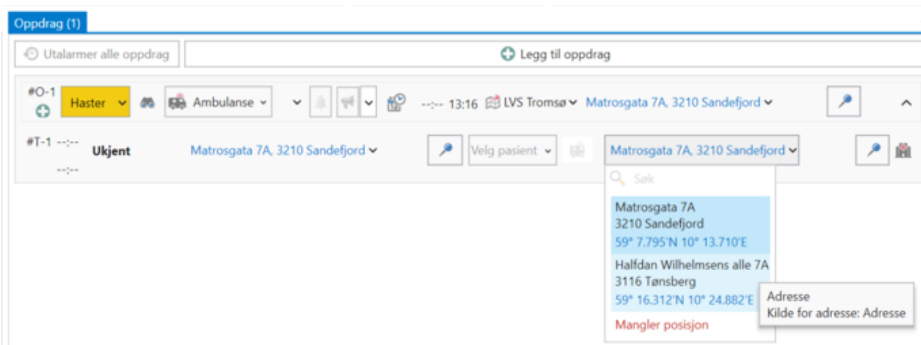 Oppdrag (1)
Utalarmer alle oppdrag
Legg til oppdrag
#O-1 Haster Ambulanse --:-- 13:16 LVS Tromsø Matrosgata 7A, 3210 Sandefjord
#T-1 --:-- Ukjent Matrosgata 7A, 3210 Sandefjord Velg pasient Matrosgata 7A, 3210 Sandefjord
--:--
Søk
Matrosgata 7A
3210 Sandefjord
59° 7.795'N 10° 13.710'E
Halfdan Wilhelmsens alle 7A
3116 Tønsberg
59° 16.312'N 10° 24.882'E
Adresse
Kilde for adresse: Adresse
Mangler posisjon